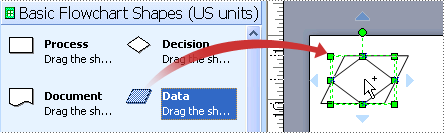 Basic Flowchart Shapes (US units)
Process
Drag the sh...
Decision
Drag the sh...
Document
Drag the sh...
Data
Drag the sh...